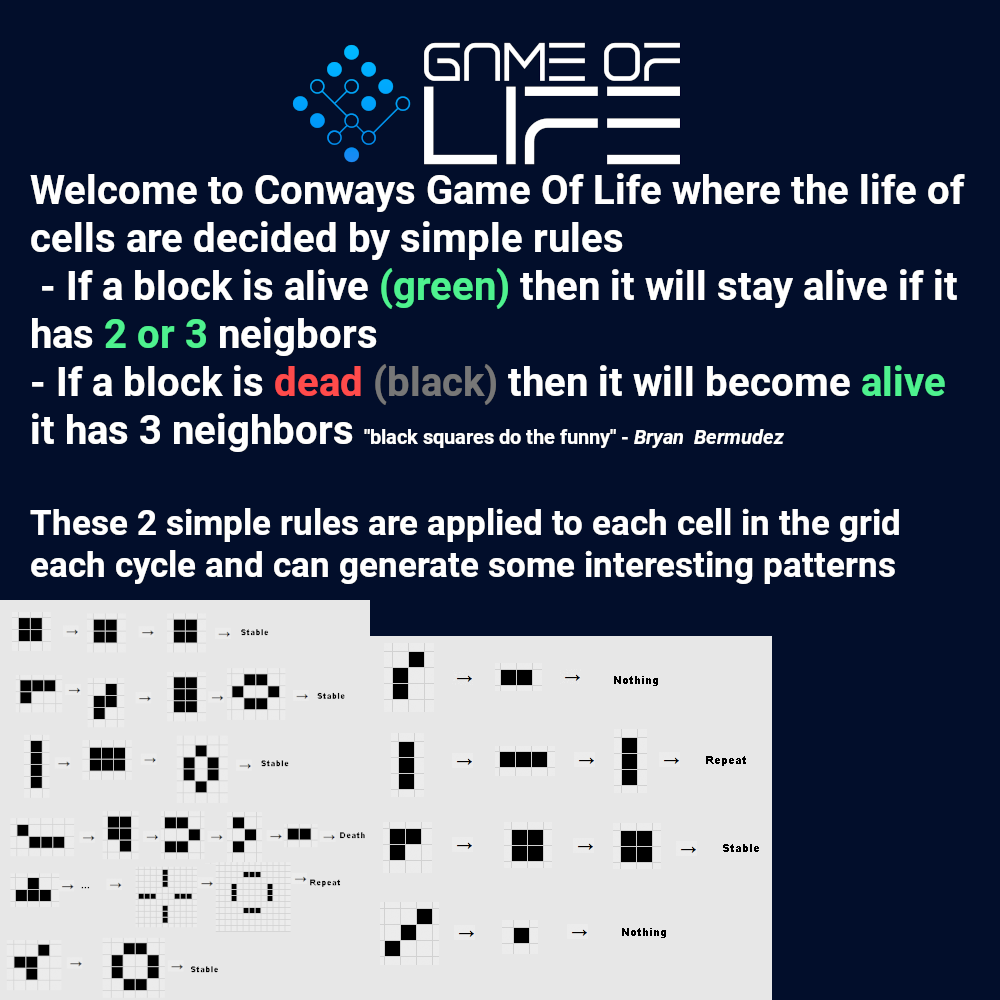 GAME OF
LIFE
Welcome to Conways Game Of Life where the life of
cells are decided by simple rules
- If a block is alive (green) then it will stay alive if it
has 2 or 3 neigbors
- If a block is dead (black) then it will become alive
it has 3 neighbors "black squares do the funny" - Bryan Bermudez
These 2 simple rules are applied to each cell in the grid
each cycle and can generate some interesting patterns
→ → → Stable
→ → → → Stable
→ → → Stable
→ → → → → Death
→ ... → → → Repeat
→ → Stable
→ → Nothing
→ → → Repeat
→ → → Stable
→ → Nothing